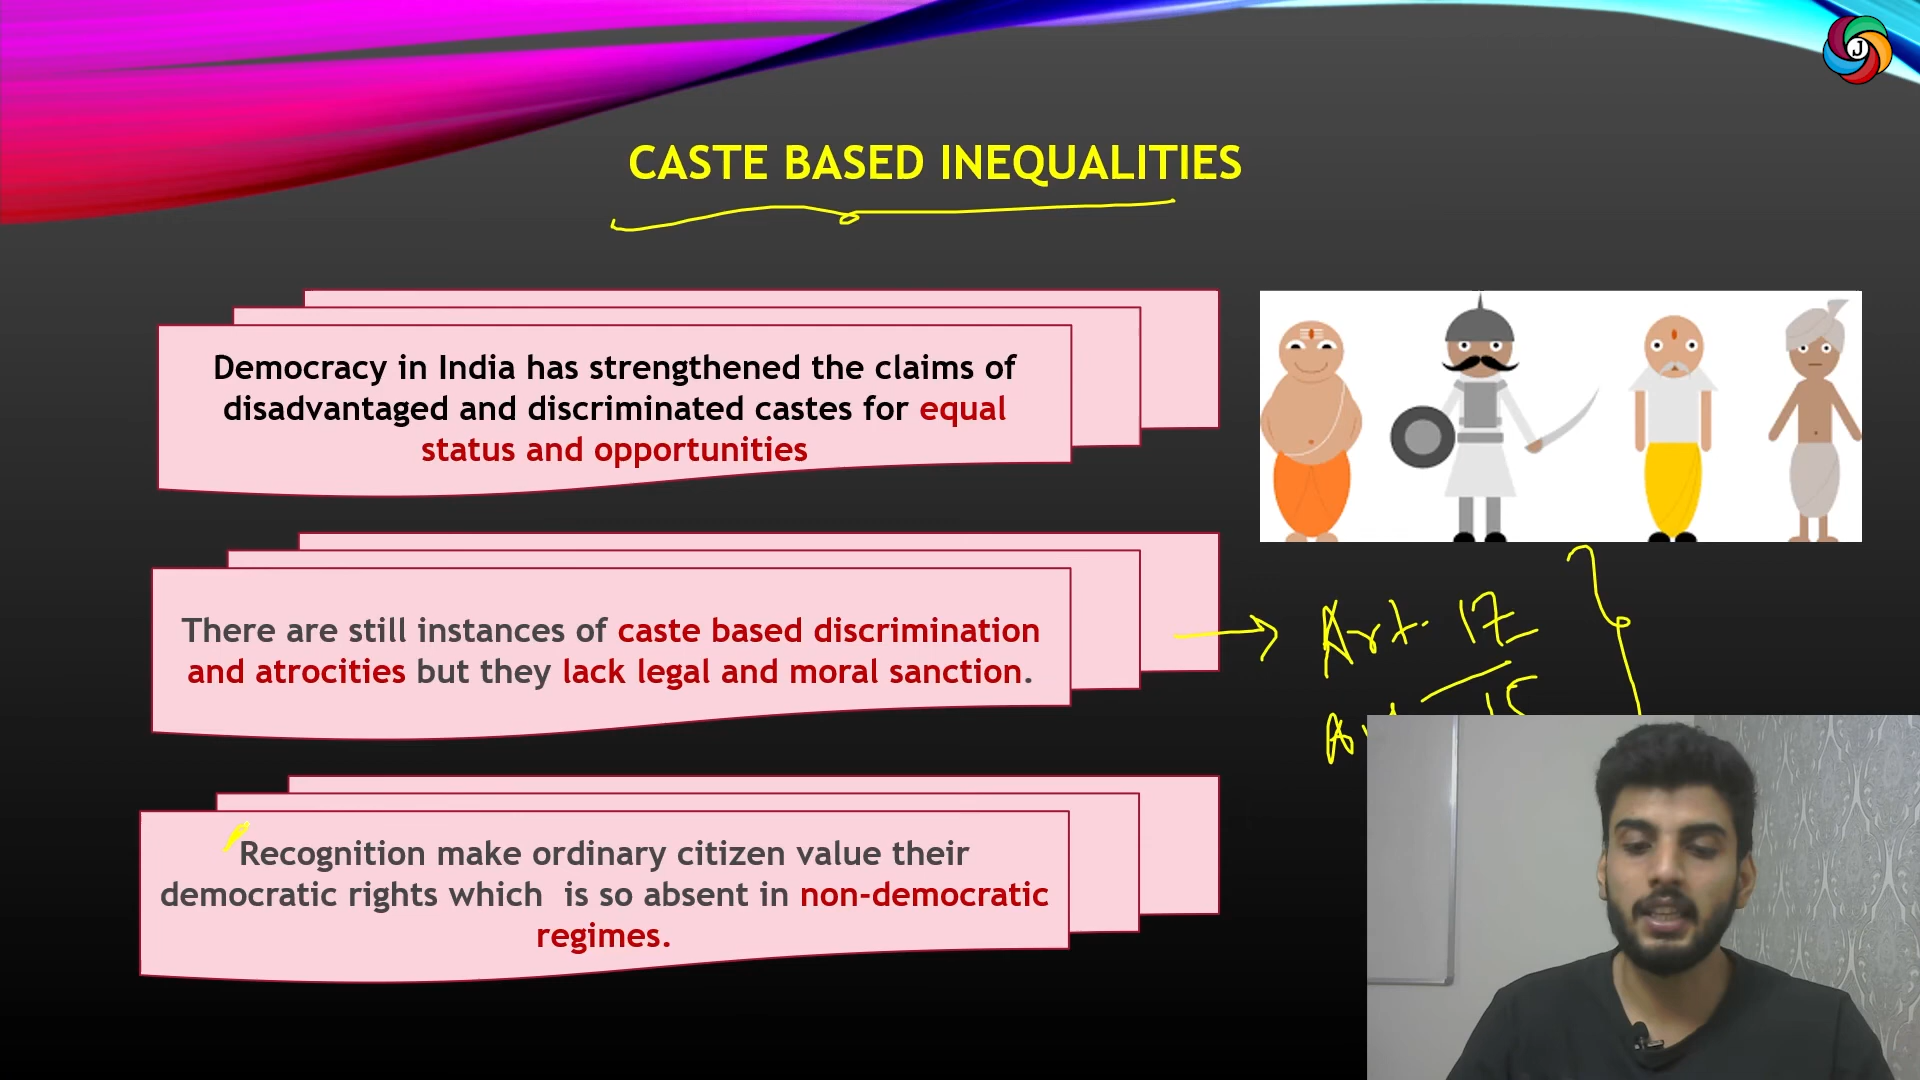 J
CASTE BASED INEQUALITIES
Democracy in India has strengthened the claims of
disadvantaged and discriminated castes for equal
status and opportunities
There are still instances of caste based discrimination
and atrocities but they lack legal and moral sanction.
Art. 17
15
Recognition make ordinary citizen value their
democratic rights which is so absent in non-democratic
regimes.